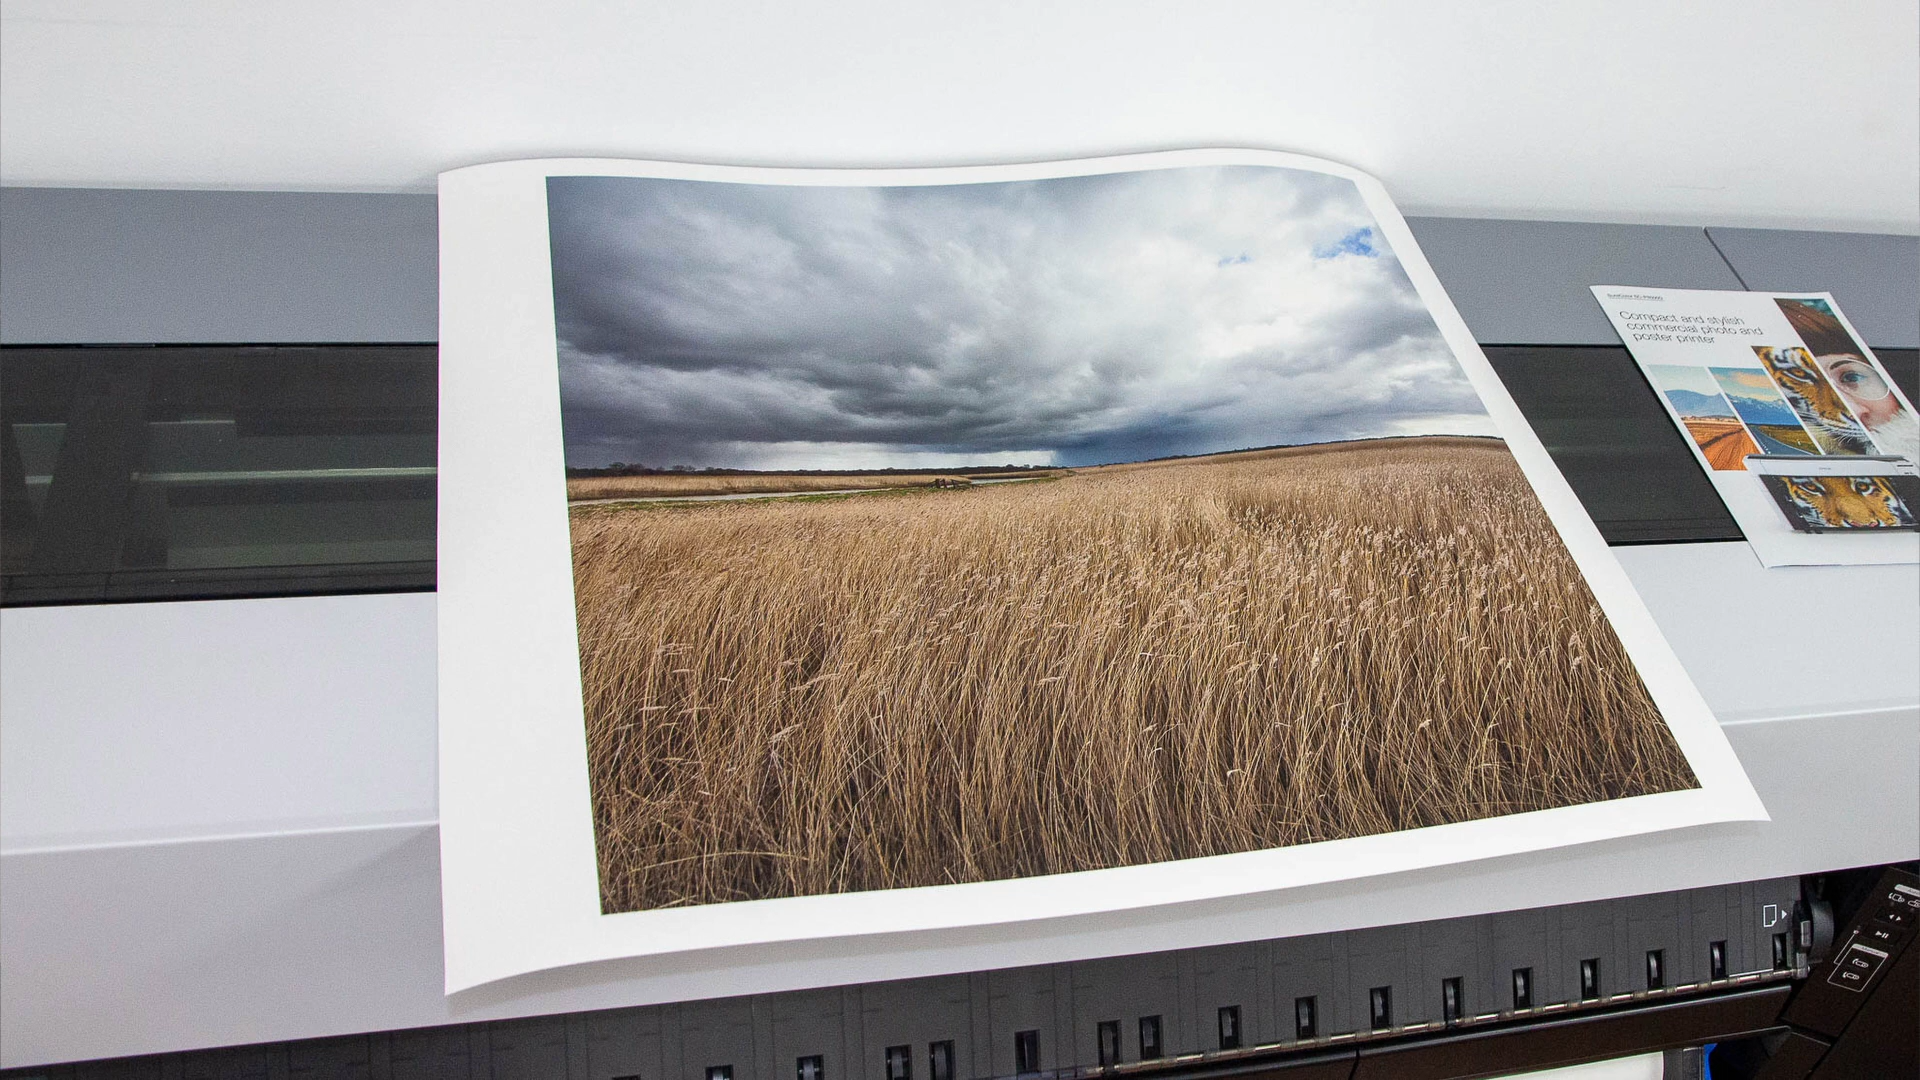 Compact and stylish
commercial photo and
poster printer